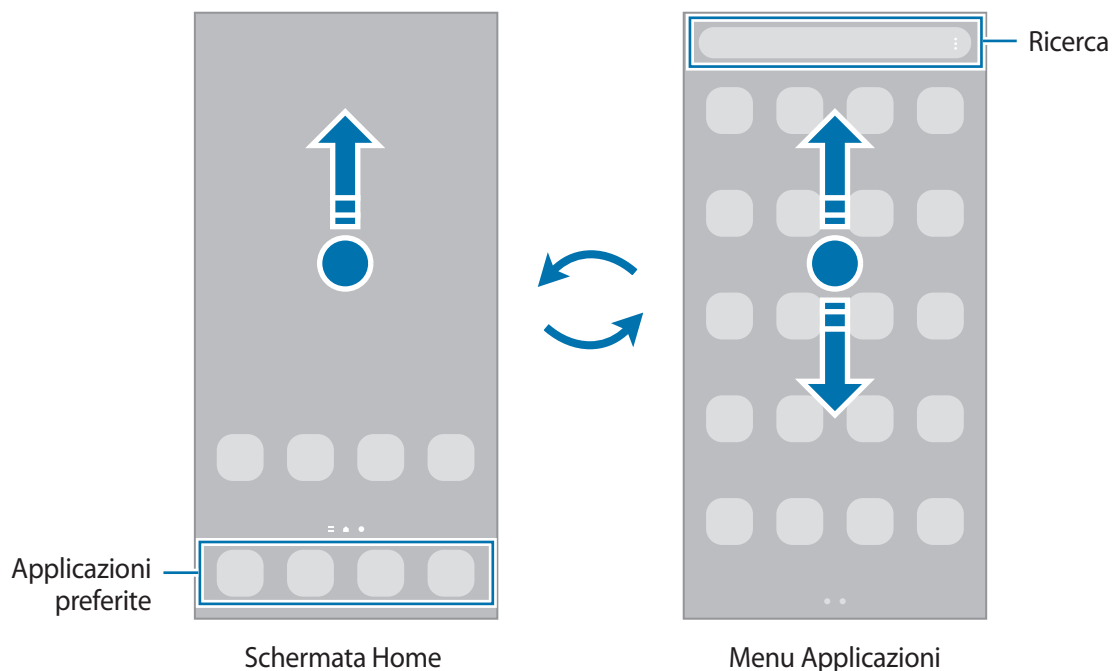 Ricerca
Applicazioni
preferite
Schermata Home
Menu Applicazioni